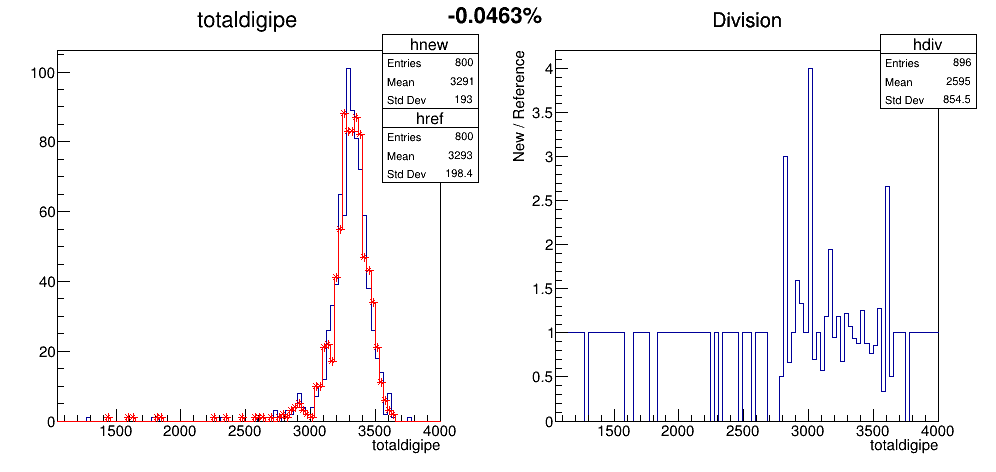 totaldigipe
-0.0463%
Division
hnew
Entries 800
Mean 3291
Std Dev 193
href
Entries 800
Mean 3293
Std Dev 198.4
100
80
60
40
20
0
1500 2000 2500 3000 3500 4000
totaldigipe
hdiv
Entries 896
Mean 2595
Std Dev 854.5
New / Reference
4
3.5
3
2.5
2
1.5
1
0.5
0
1500 2000 2500 3000 3500 4000
totaldigipe